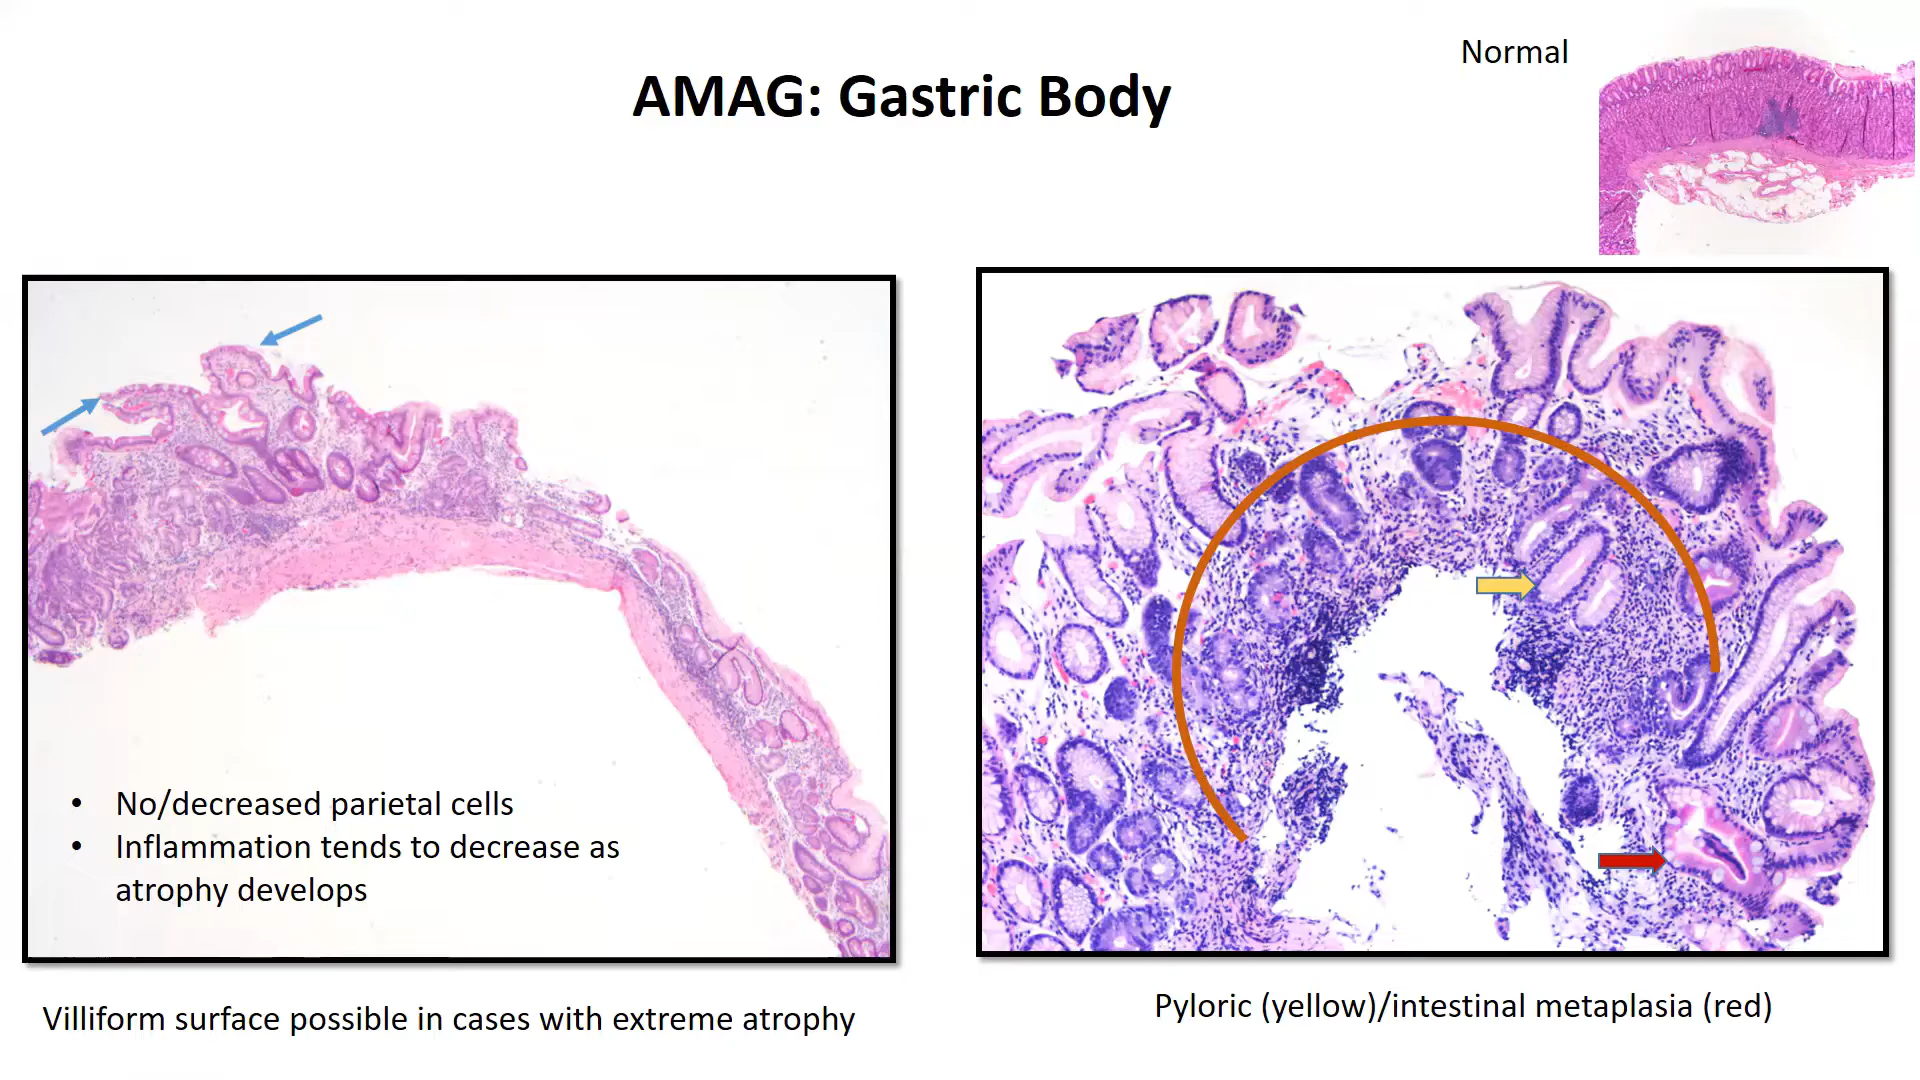 Normal
AMAG: Gastric Body
• No/decreased parietal cells
• Inflammation tends to decrease as
atrophy develops
Villiform surface possible in cases with extreme atrophy
Pyloric (yellow)/intestinal metaplasia (red)